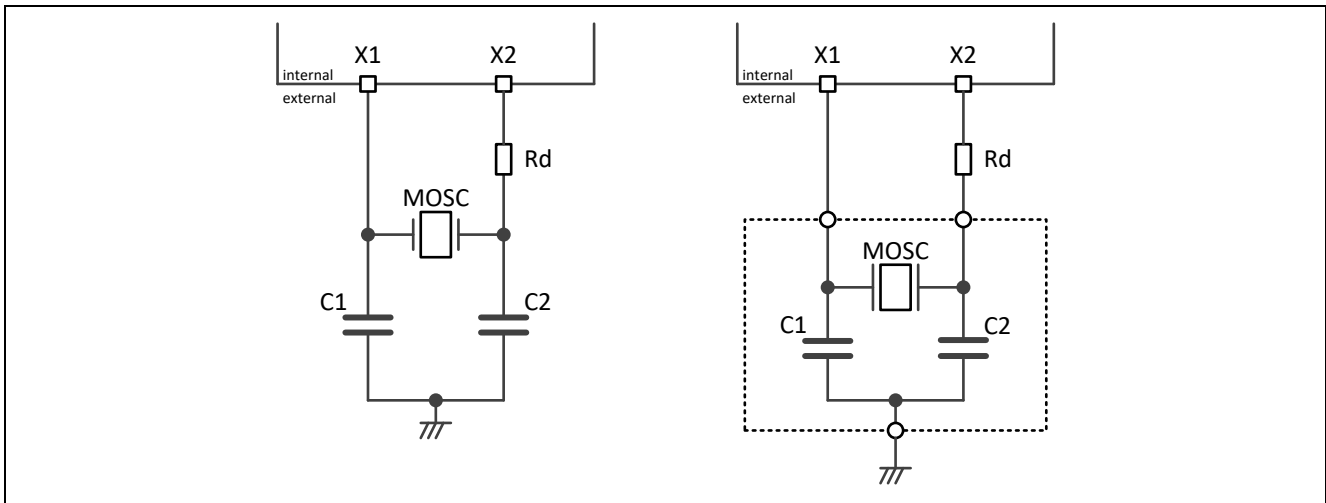 X1 X2
internal
external
Rd
MOSC
C1 C2
X1 X2
internal
external
Rd
MOSC
C1 C2